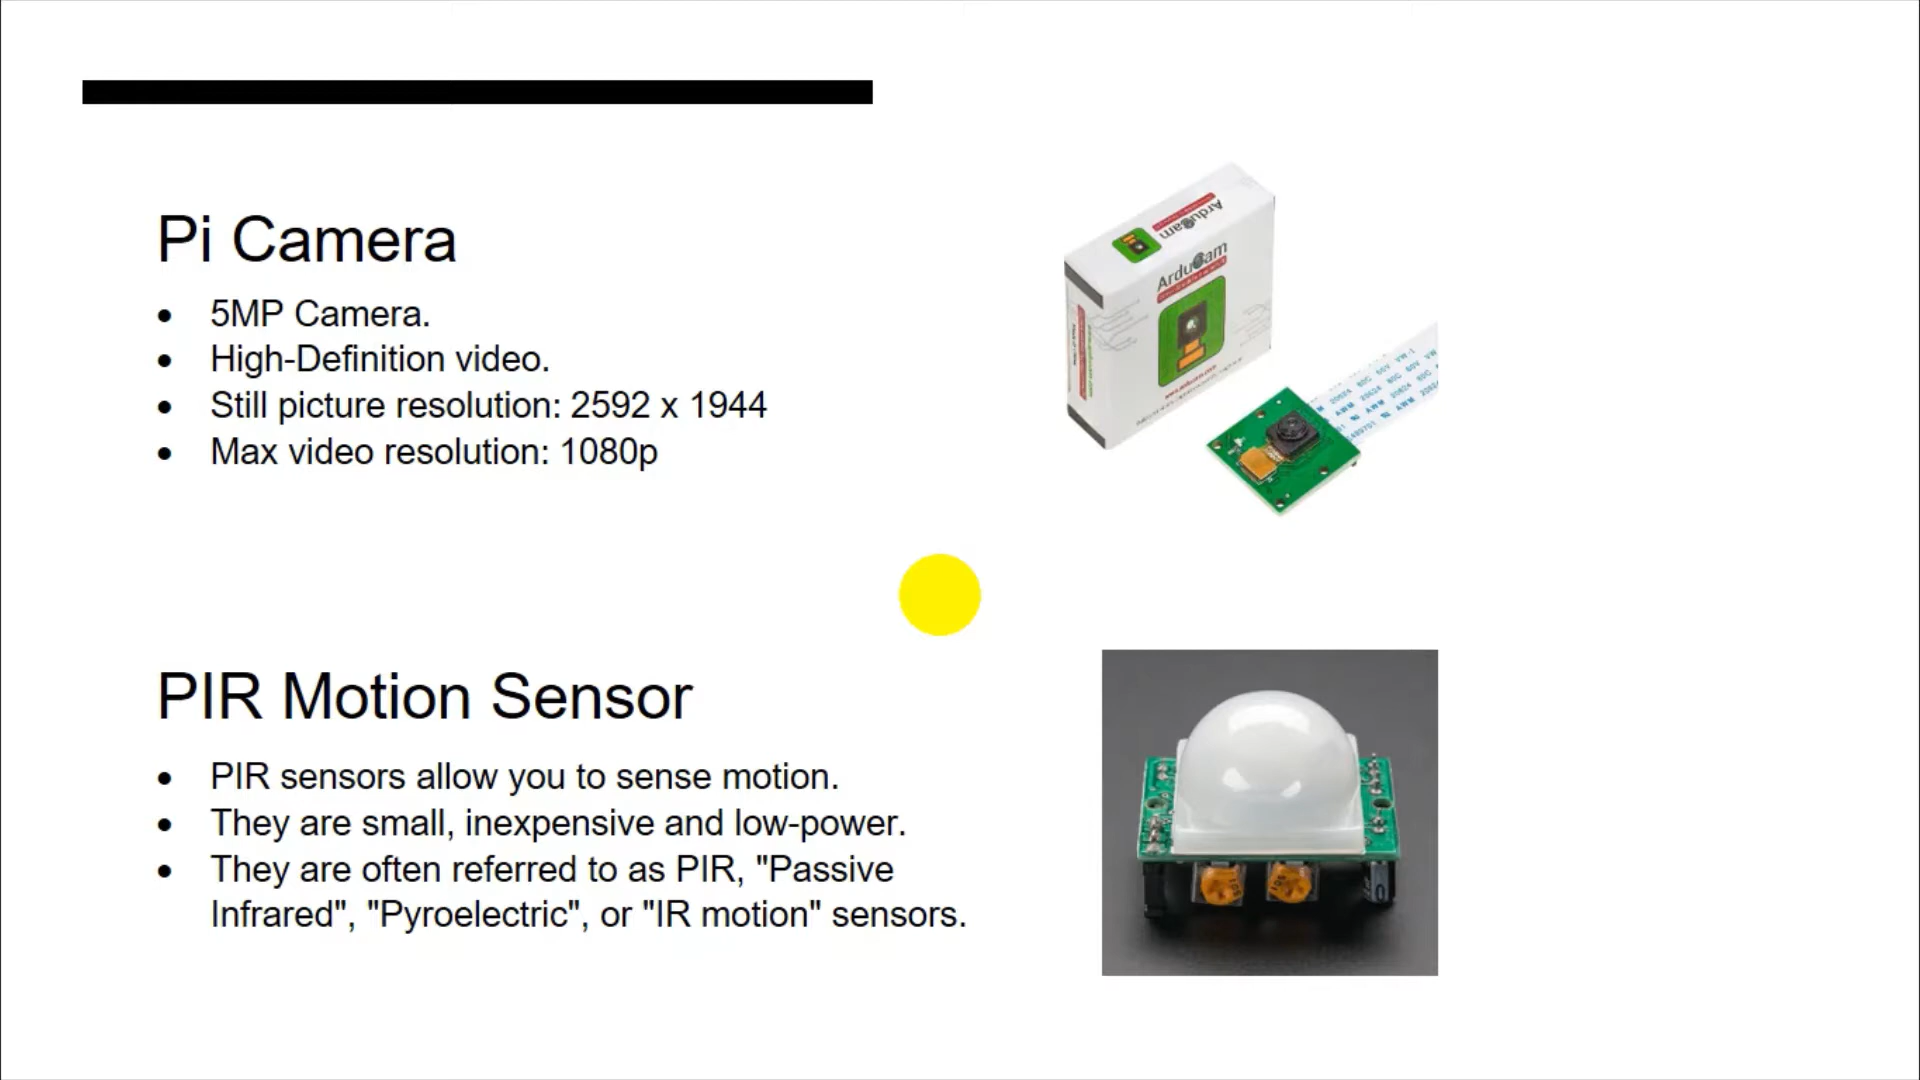 Pi Camera
• 5MP Camera.
• High-Definition video.
• Still picture resolution: 2592 x 1944
• Max video resolution: 1080p
ArduCam
ArduCam
PIR Motion Sensor
• PIR sensors allow you to sense motion.
• They are small, inexpensive and low-power.
• They are often referred to as PIR, "Passive
Infrared", "Pyroelectric", or "IR motion" sensors.